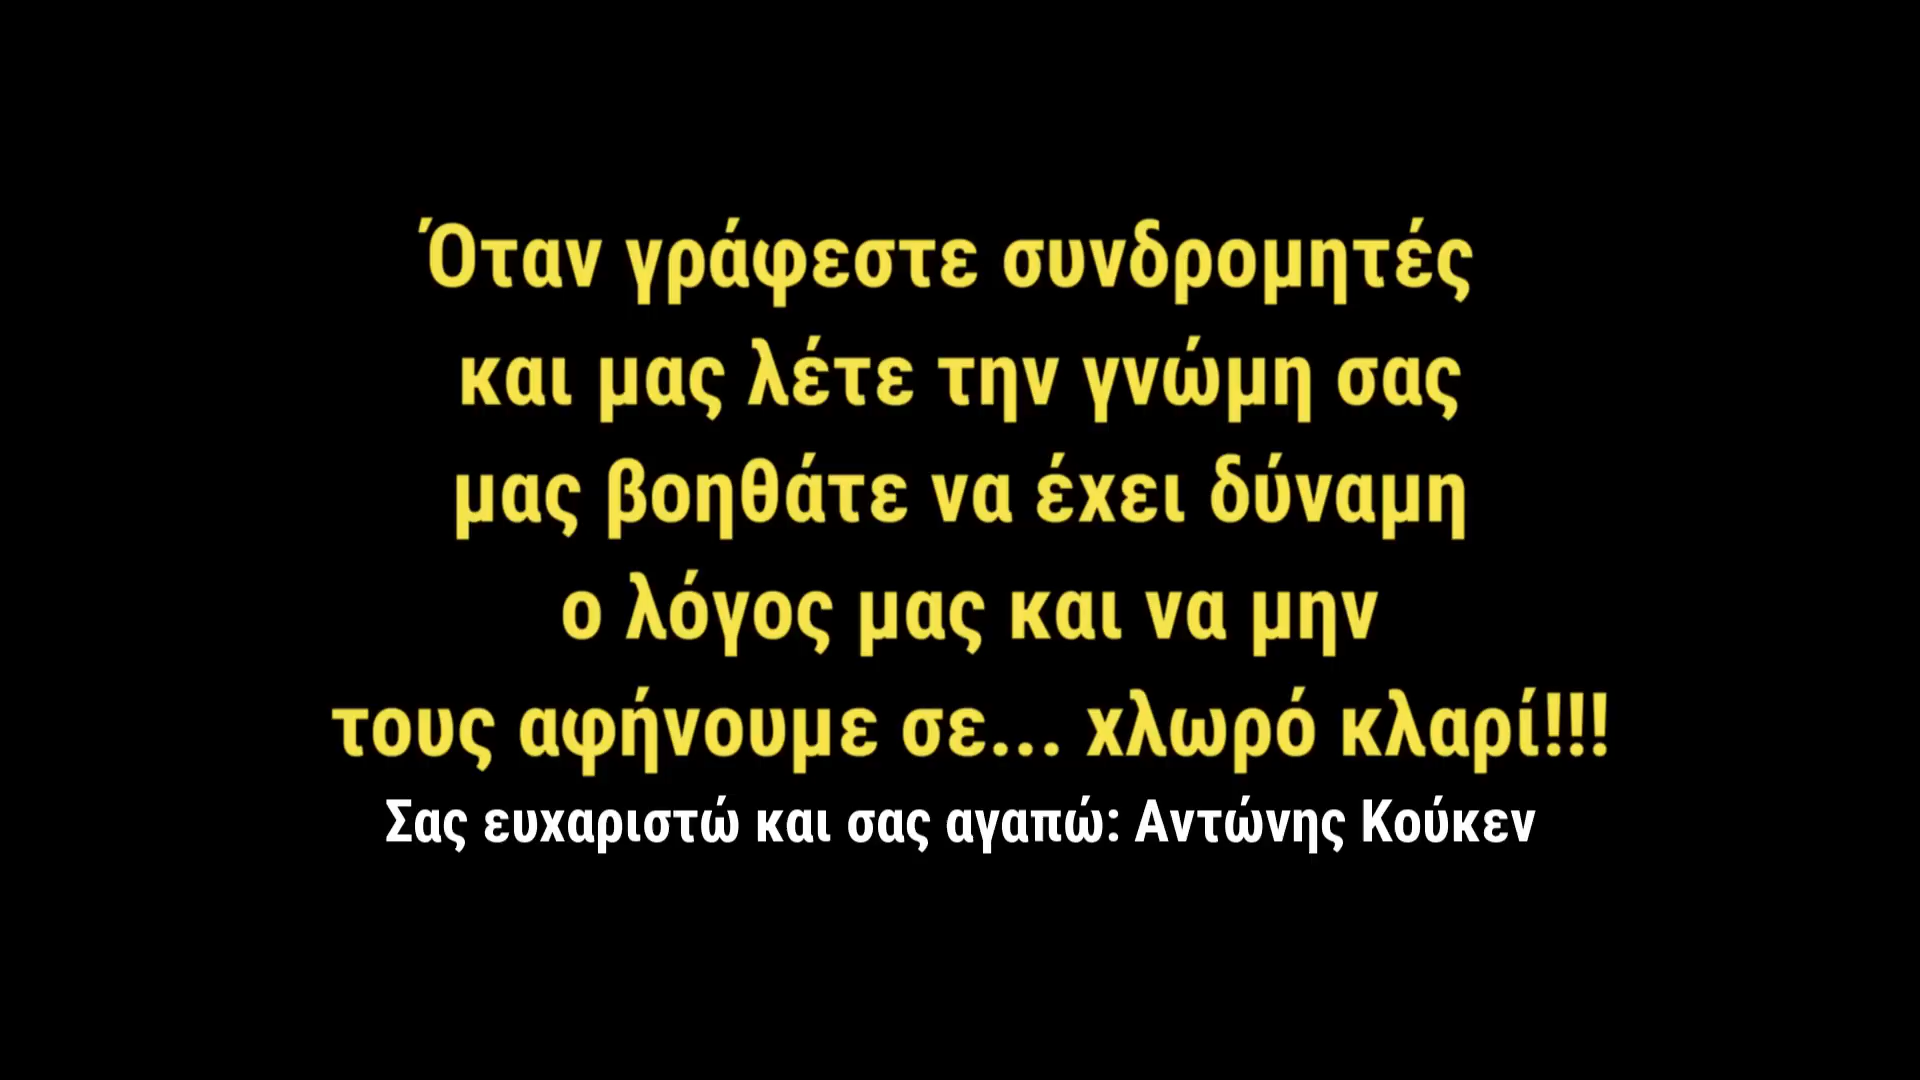 Όταν γράφεστε συνδρομητές
και μας λέτε την γνώμη σας
μας βοηθάτε να έχει δύναμη
ο λόγος μας και να μην
τους αφήνουμε σε... χλωρό κλαρί!!!
Σας ευχαριστώ και σας αγαπώ: Αντώνης Κούκεν